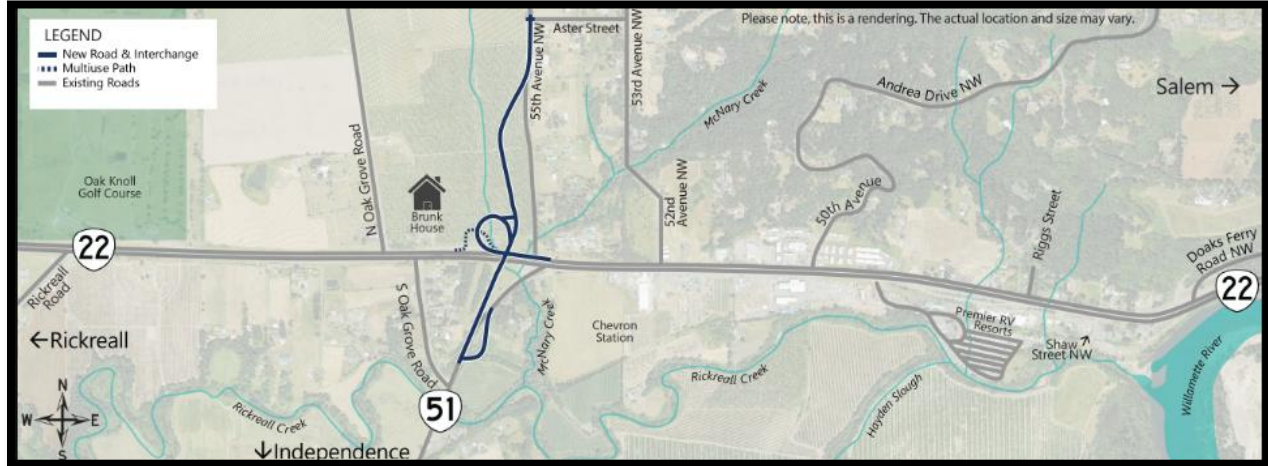 Please note, this is a rendering. The actual location and size may vary.
LEGEND
New Road & Interchange
Multiuse Path
Existing Roads
Aster Street
55th Avenue NW
53rd Avenue NW
McNary Creek
Andrea Drive NW
Salem →
N Oak Grove Road
Oak Knoll
Golf Course
Brunk
House
52nd
Avenue NW
50th Avenue
Riggs Street
Doaks Ferry
Road NW
22
22
Rickreall
Road
S Oak Grove Road
McNary Creek
Chevron
Station
Premier RV
Resorts
Shaw
Street NW
Willamette River
←Rickreall
Rickreall Creek
Hayden Slough
N
W
E
S
Rickreall Creek
51
↓Independence